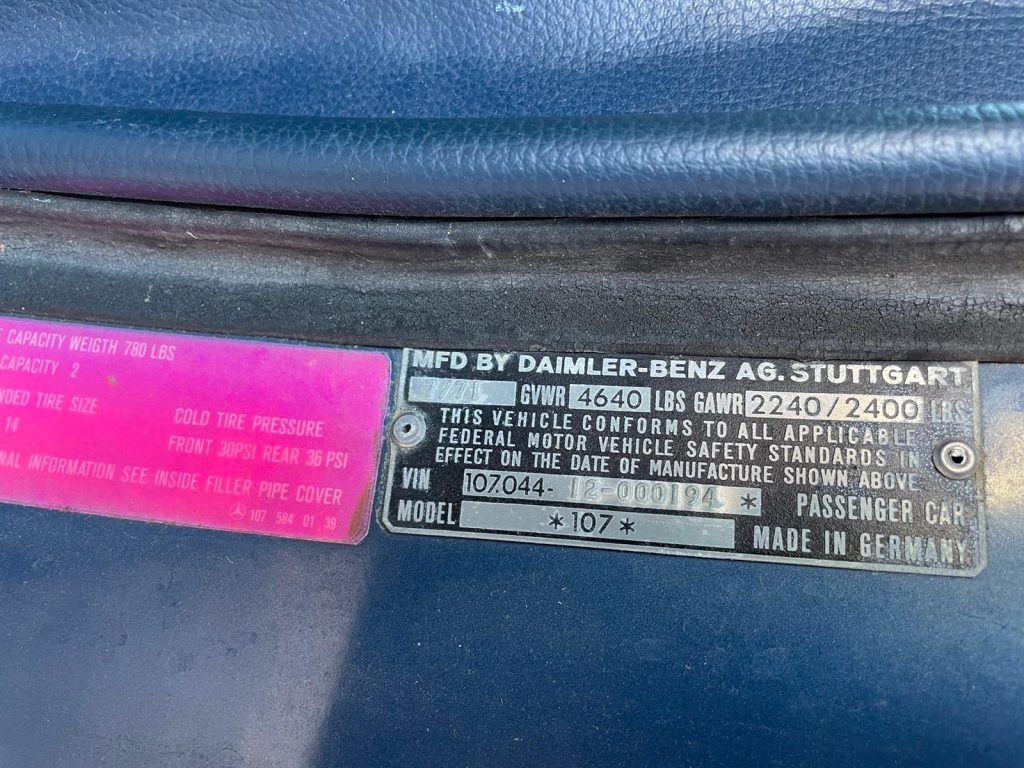 E CAPACITY WEIGTH 780 LBS
CAPACITY 2
NDED TIRE SIZE
14
COLD TIRE PRESSURE
FRONT 30PSI REAR 36 PSI
NAL INFORMATION SEE INSIDE FILLER PIPE COVER
107 584 01 39
MFD BY DAIMLER-BENZ AG. STUTTGART
GVWR 4640 LBS GAWR 2240/2400 LBS
THIS VEHICLE CONFORMS TO ALL APPLICABLE
FEDERAL MOTOR VEHICLE SAFETY STANDARDS IN
EFFECT ON THE DATE OF MANUFACTURE SHOWN ABOVE
VIN 107.044-12-000194 * PASSENGER CAR
MODEL *107* MADE IN GERMANY